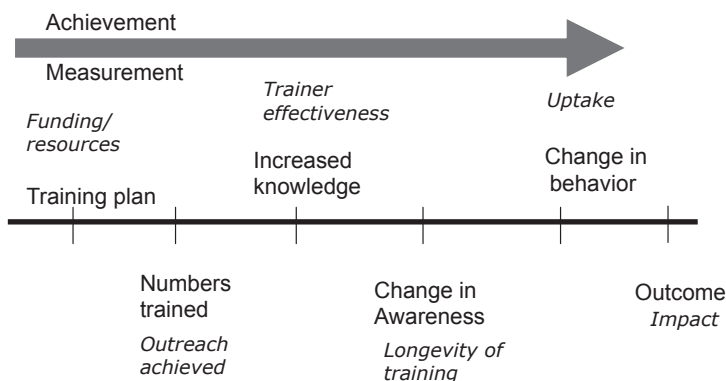 Achievement
Measurement
Funding/
resources
Training plan
Trainer
effectiveness
Increased
knowledge
Uptake
Change in
behavior
Numbers
trained
Outreach
achieved
Change in
Awareness
Longevity of
training
Outcome
Impact